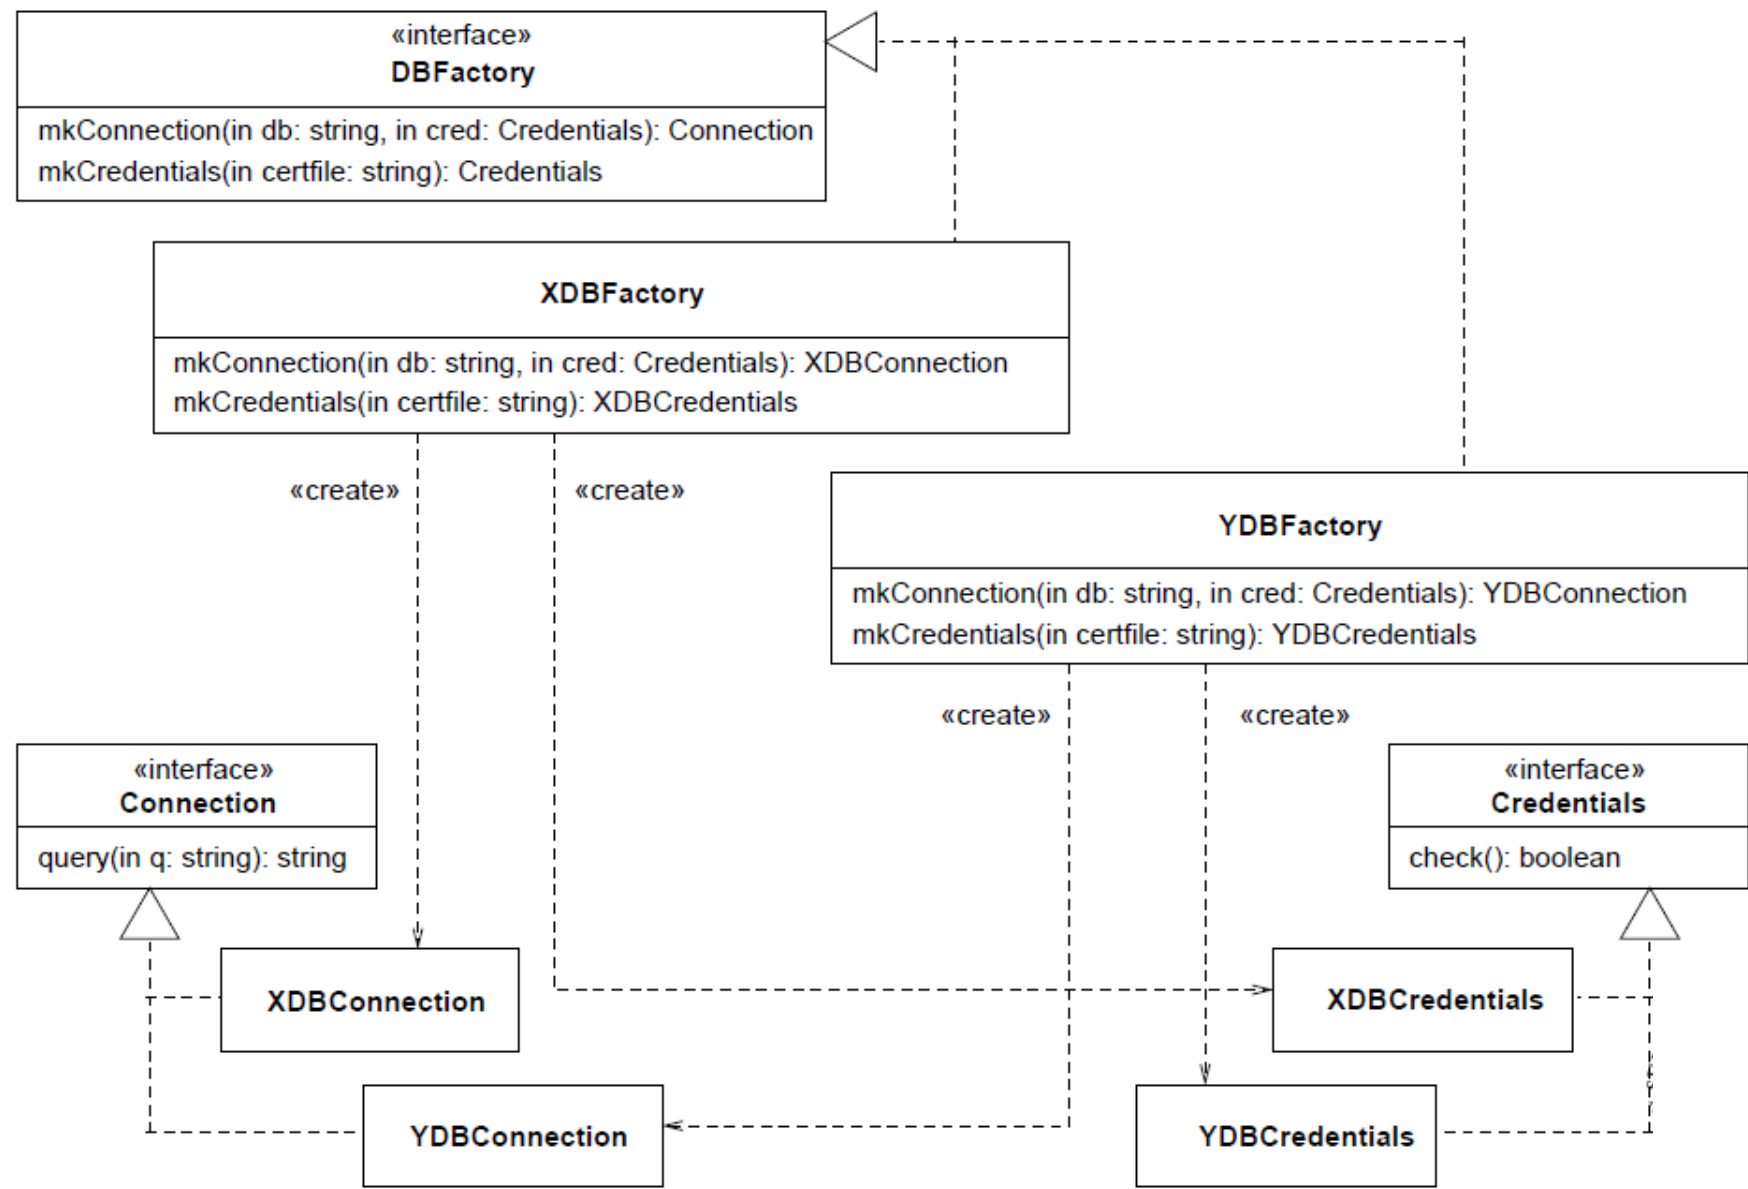 «interface»
DBFactory
mkConnection(in db: string, in cred: Credentials): Connection
mkCredentials(in certfile: string): Credentials
XDBFactory
mkConnection(in db: string, in cred: Credentials): XDBConnection
mkCredentials(in certfile: string): XDBCredentials
«create»
«create»
YDBFactory
mkConnection(in db: string, in cred: Credentials): YDBConnection
mkCredentials(in certfile: string): YDBCredentials
«create»
«create»
«interface»
Connection
query(in q: string): string
«interface»
Credentials
check(): boolean
XDBConnection
XDBCredentials
YDBConnection
YDBCredentials